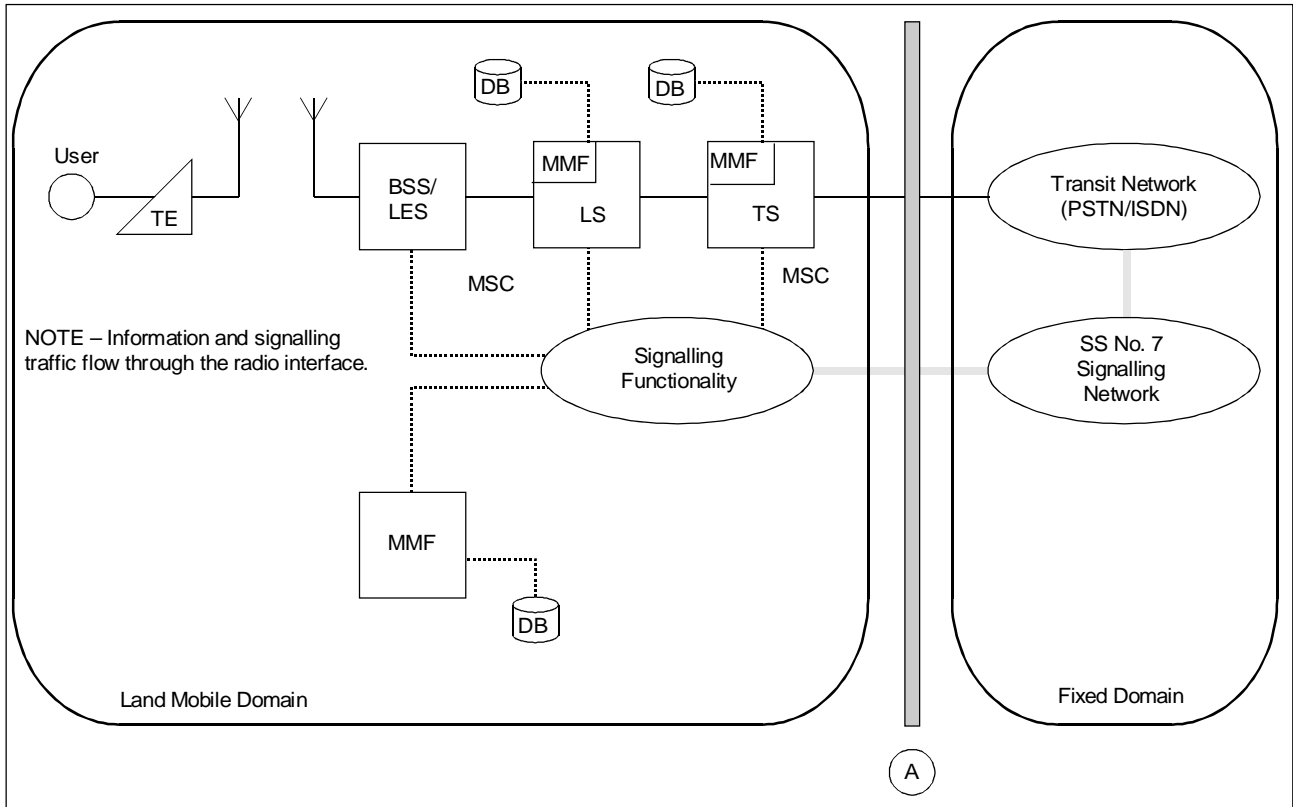 DB
DB
User
TE
BSS/
LES
MMF
LS
MMF
TS
Transit Network
(PSTN/ISDN)
MSC
MSC
NOTE – Information and signalling
traffic flow through the radio interface.
Signalling
Functionality
SS No. 7
Signalling
Network
MMF
DB
Land Mobile Domain
Fixed Domain
A